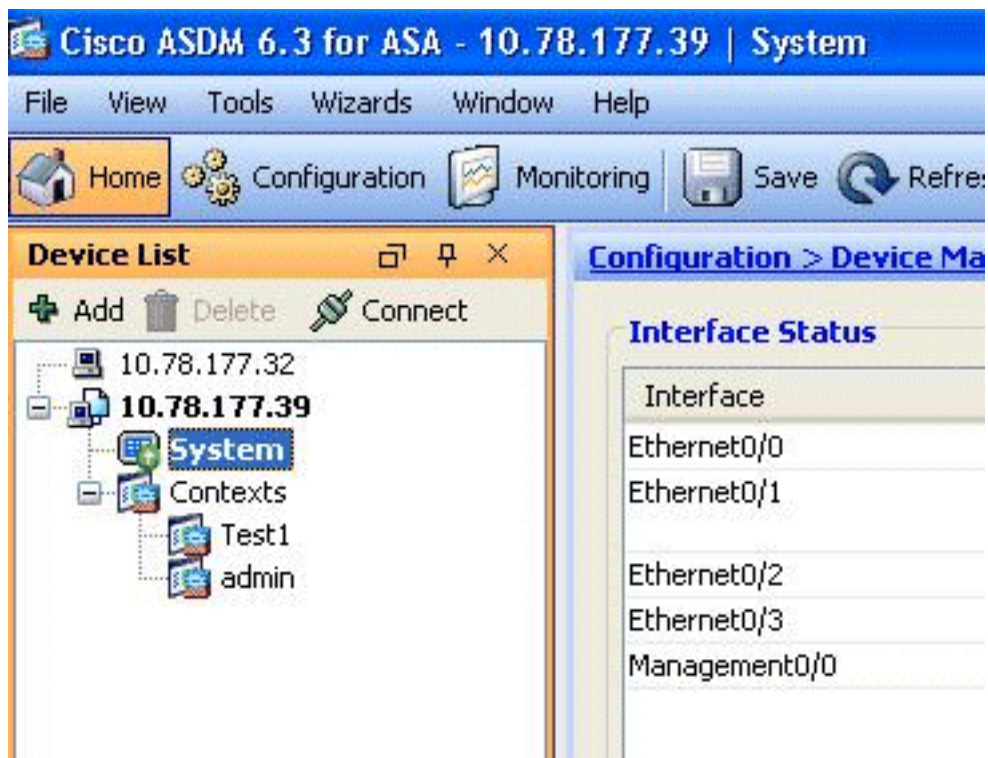 Cisco ASDM 6.3 for ASA - 10.78.177.39 | System
File View Tools Wizards Window Help
Home Configuration Monitoring Save Refres
Device List
Add Delete Connect
10.78.177.32
10.78.177.39
System
Contexts
Test1
admin
Configuration > Device Ma
Interface Status
Interface
Ethernet0/0
Ethernet0/1
Ethernet0/2
Ethernet0/3
Management0/0